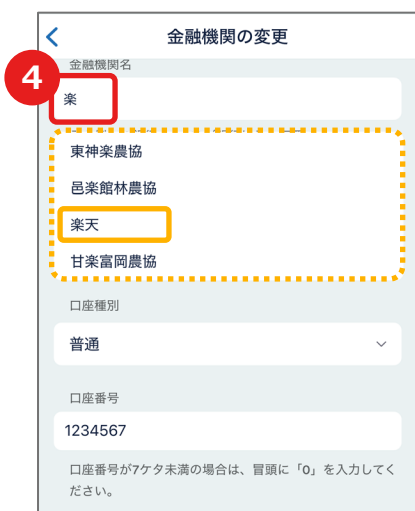 金融機関の変更
金融機関名
4
楽
東神楽農協
邑楽館林農協
楽天
甘楽富岡農協
口座種別
普通
口座番号
1234567
口座番号が7ケタ未満の場合は、冒頭に「0」を入力してく
ださい。